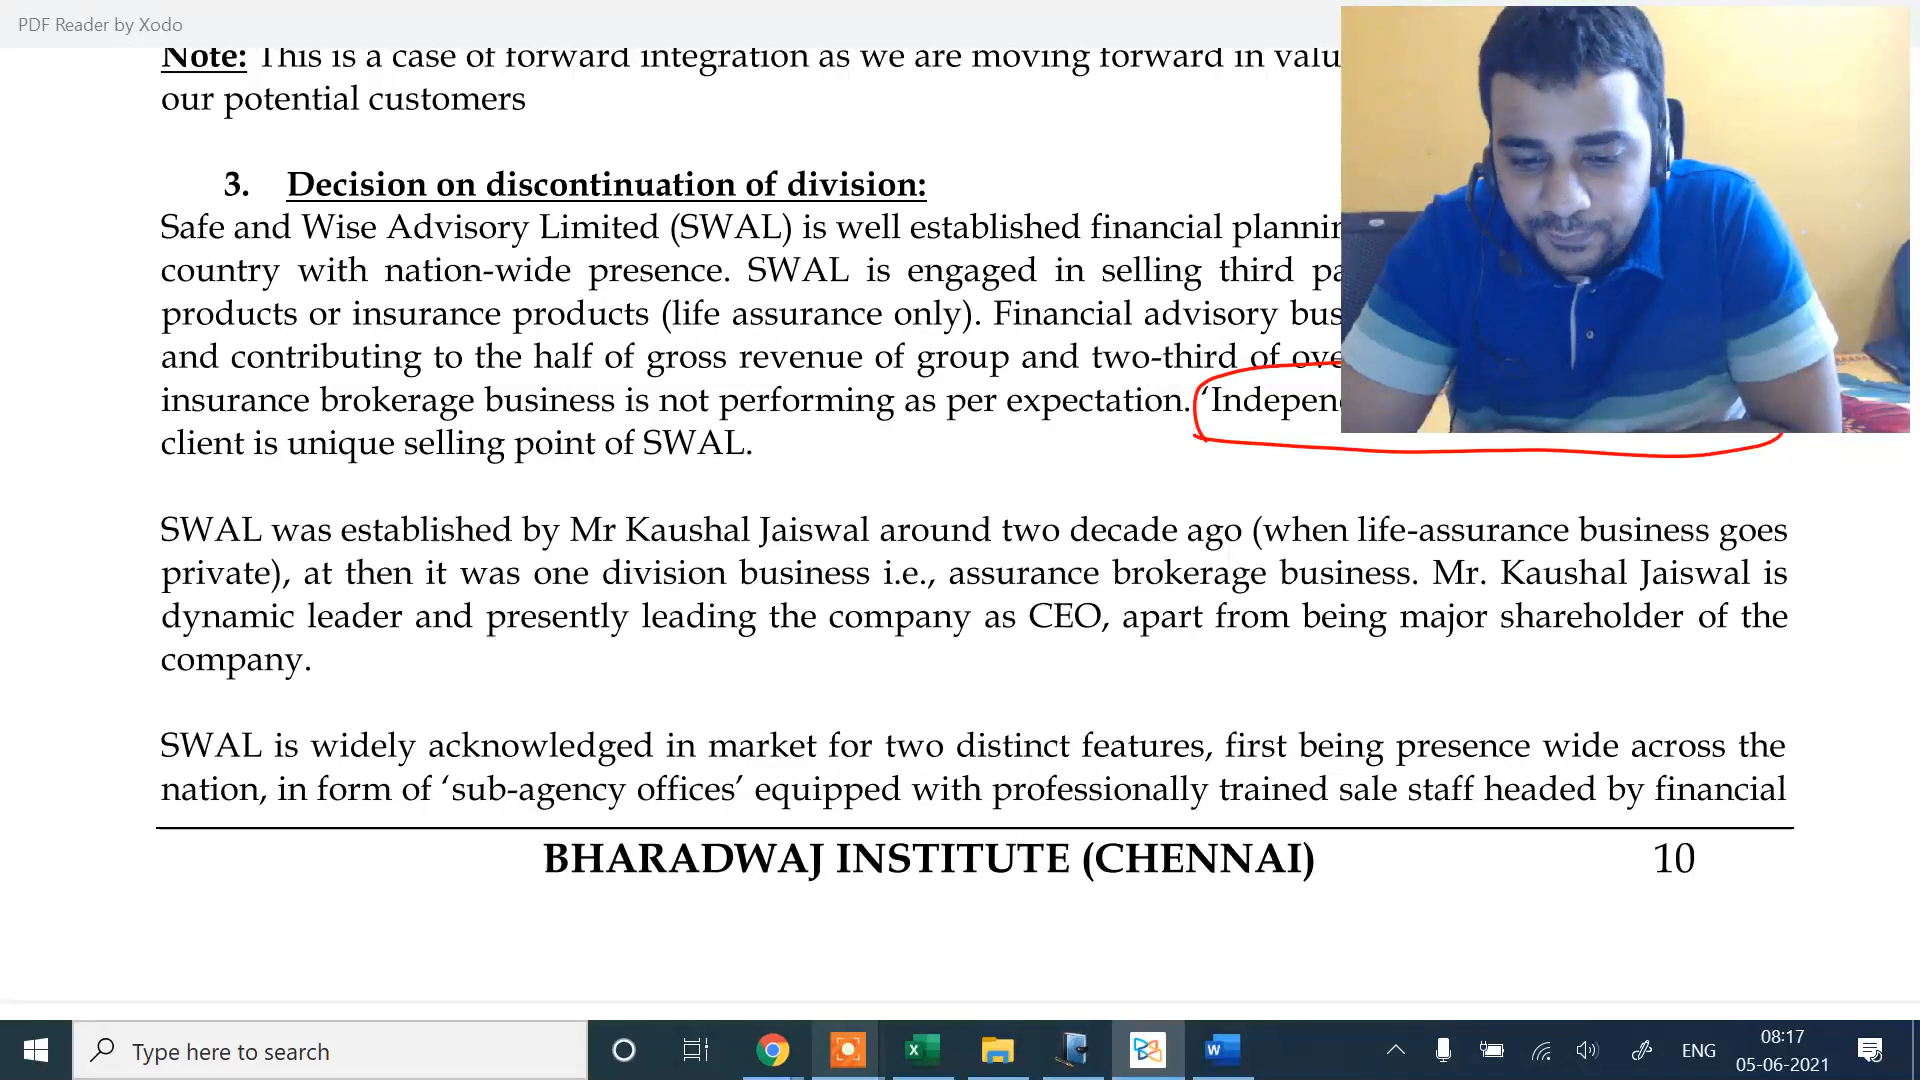 PDF Reader by Xodo
Note: This is a case of forward integration as we are moving forward in
our potential customers
3. Decision on discontinuation of division:
Safe and Wise Advisory Limited (SWAL) is well established financial
country with nation-wide presence. SWAL is engaged in selling third
products or insurance products (life assurance only). Financial advisory
and contributing to the half of gross revenue of group and two-third of
insurance brokerage business is not performing as per expectation.
client is unique selling point of SWAL.
SWAL was established by Mr Kaushal Jaiswal around two decade ago (when life-assurance business goes
private), at then it was one division business i.e., assurance brokerage business. Mr. Kaushal Jaiswal is
dynamic leader and presently leading the company as CEO, apart from being major shareholder of the
company.
SWAL is widely acknowledged in market for two distinct features, first being presence wide across the
nation, in form of ‘sub-agency offices’ equipped with professionally trained sale staff headed by financial
BHARADWAJ INSTITUTE (CHENNAI) 10
Type here to search
ENG
08:17
05-06-2021